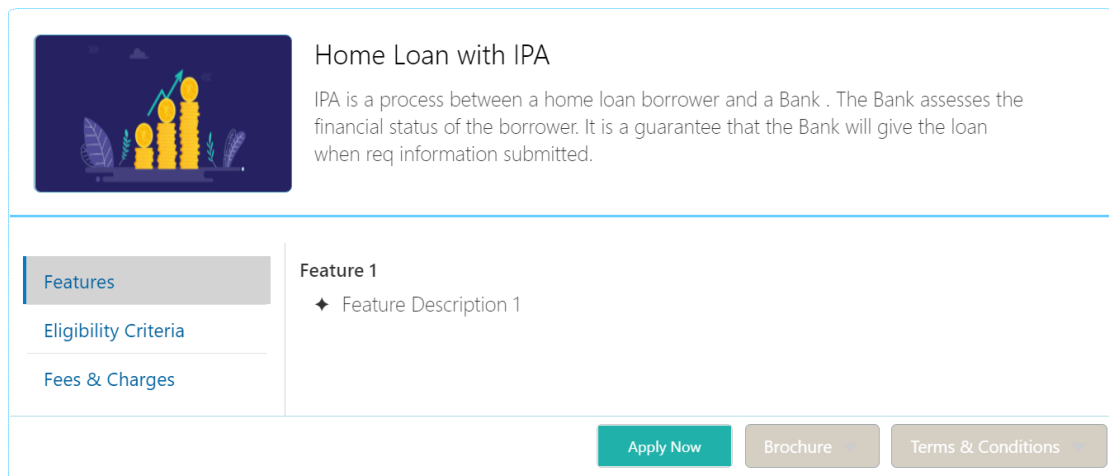 Home Loan with IPA
IPA is a process between a home loan borrower and a Bank . The Bank assesses the
financial status of the borrower. It is a guarantee that the Bank will give the loan
when req information submitted.
Features
Eligibility Criteria
Fees & Charges
Feature 1
✦ Feature Description 1
Apply Now
Brochure
Terms & Conditions